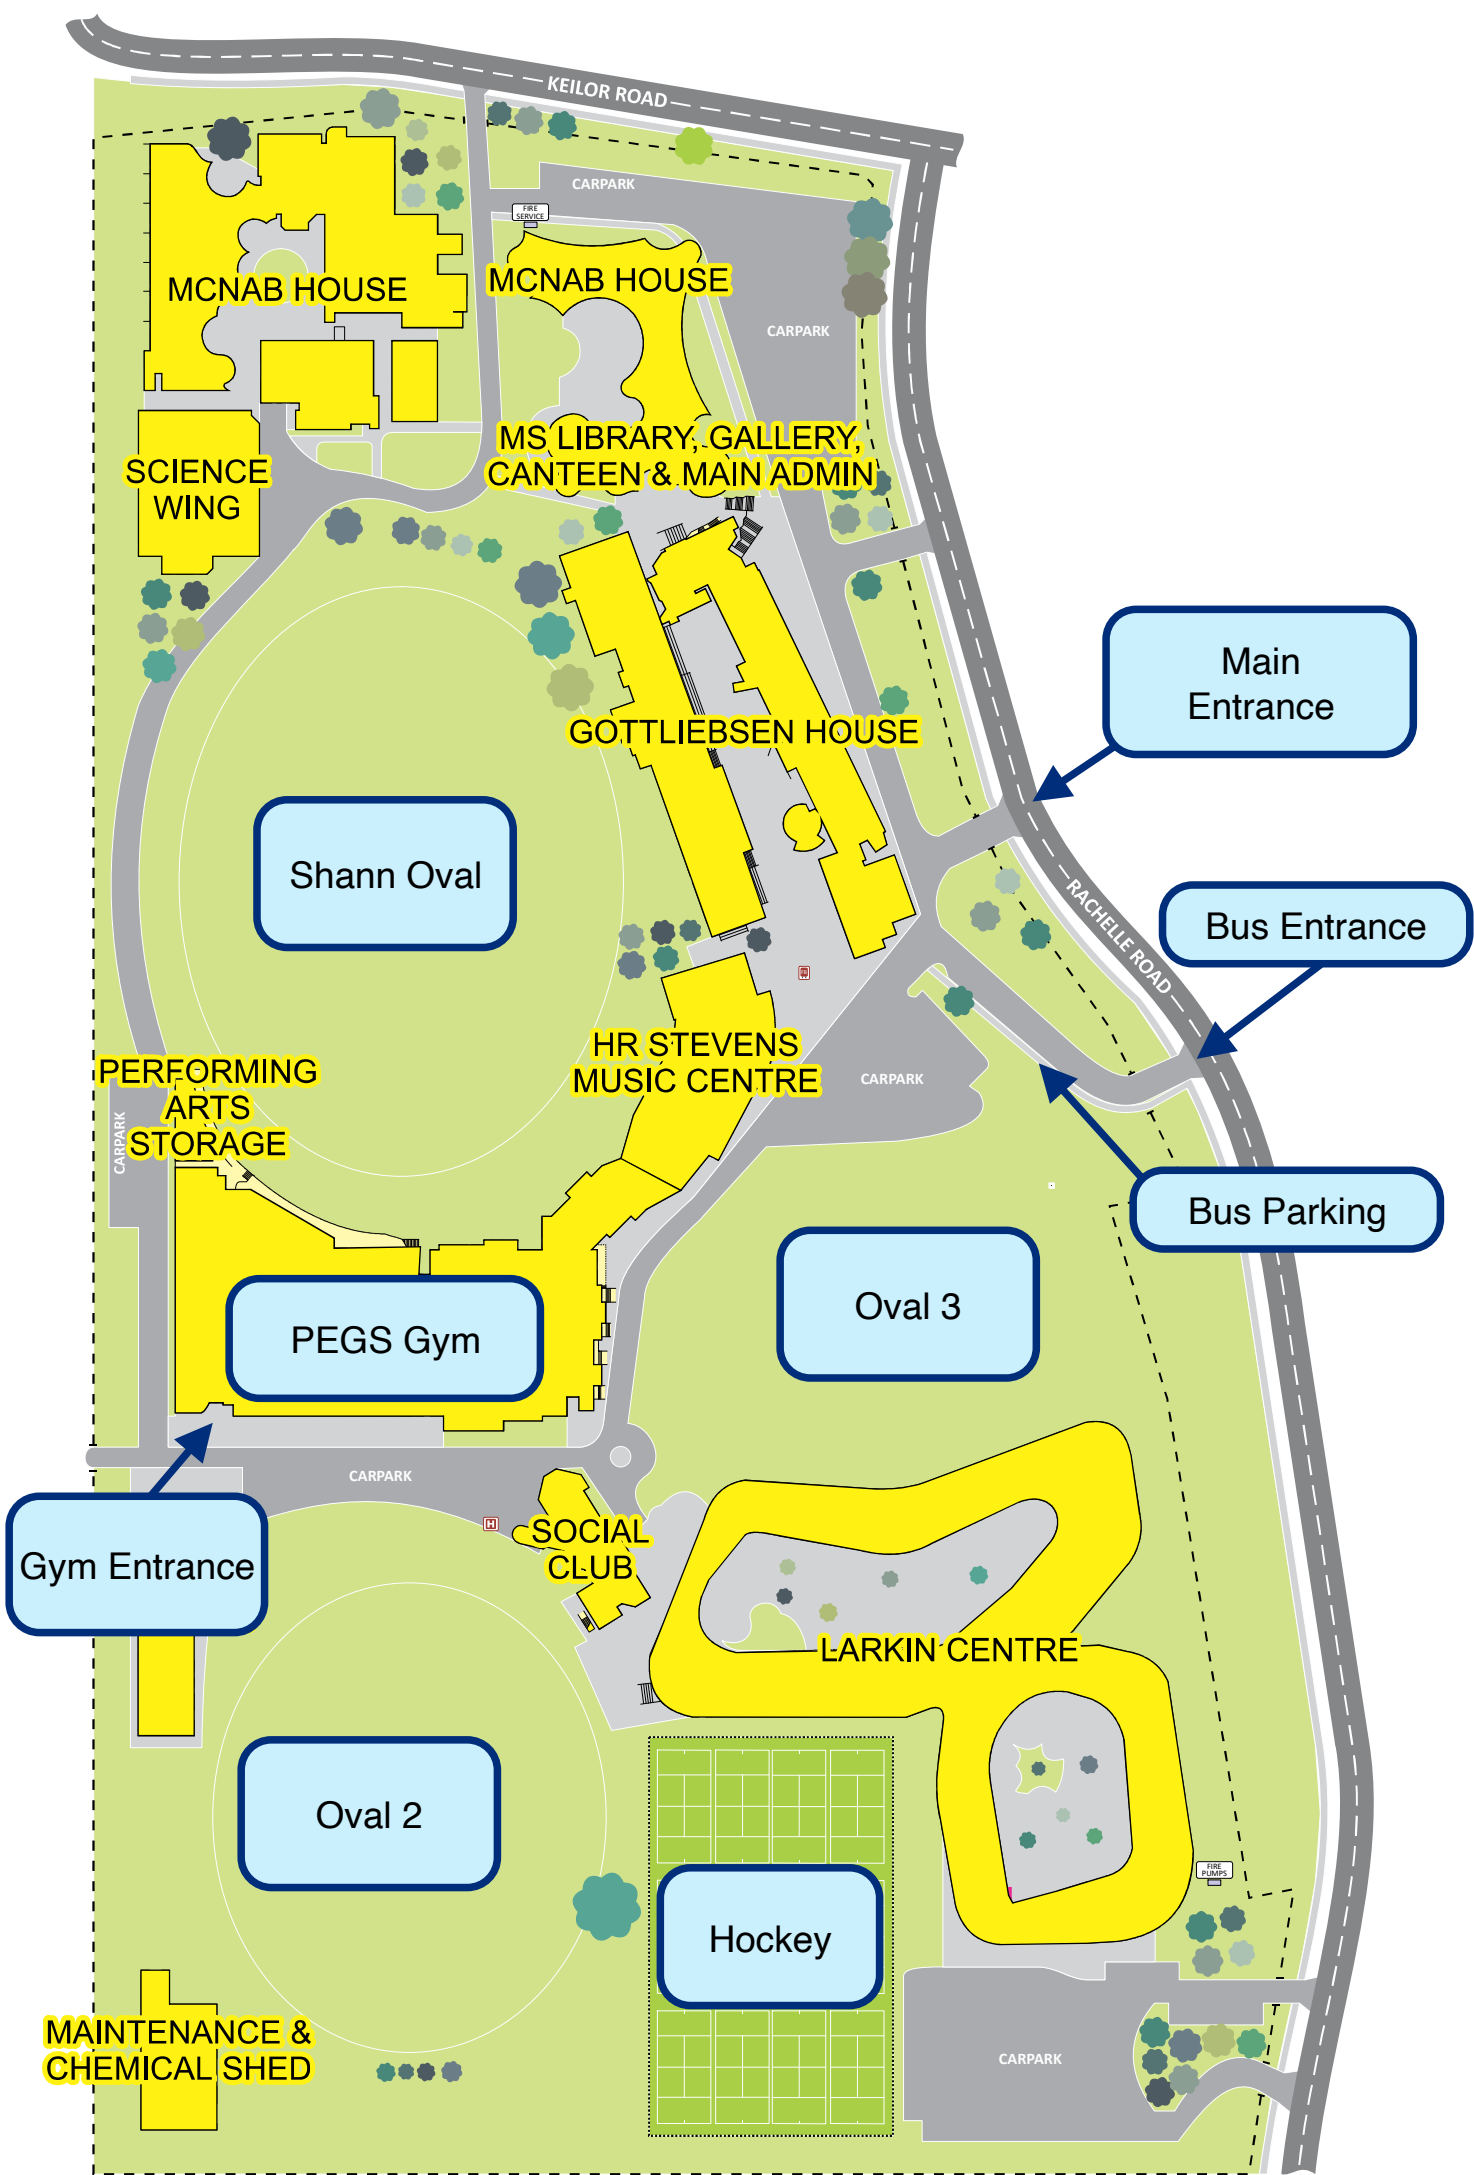 KEILOR ROAD
CARPARK
FIRE
SERVICE
MCNAB HOUSE
MCNAB HOUSE
CARPARK
MS LIBRARY, GALLERY,
CANTEEN & MAIN ADMIN
SCIENCE
WING
Main
Entrance
GOTTLIEBSEN HOUSE
Shann Oval
RACHELLE ROAD
Bus Entrance
HR STEVENS
MUSIC CENTRE
CARPARK
PERFORMING
ARTS
STORAGE
CARPARK
Bus Parking
Oval 3
PEGS Gym
CARPARK
H
SOCIAL
CLUB
Gym Entrance
LARKIN CENTRE
Oval 2
FIRE
PUMPS
Hockey
MAINTENANCE &
CHEMICAL SHED
CARPARK